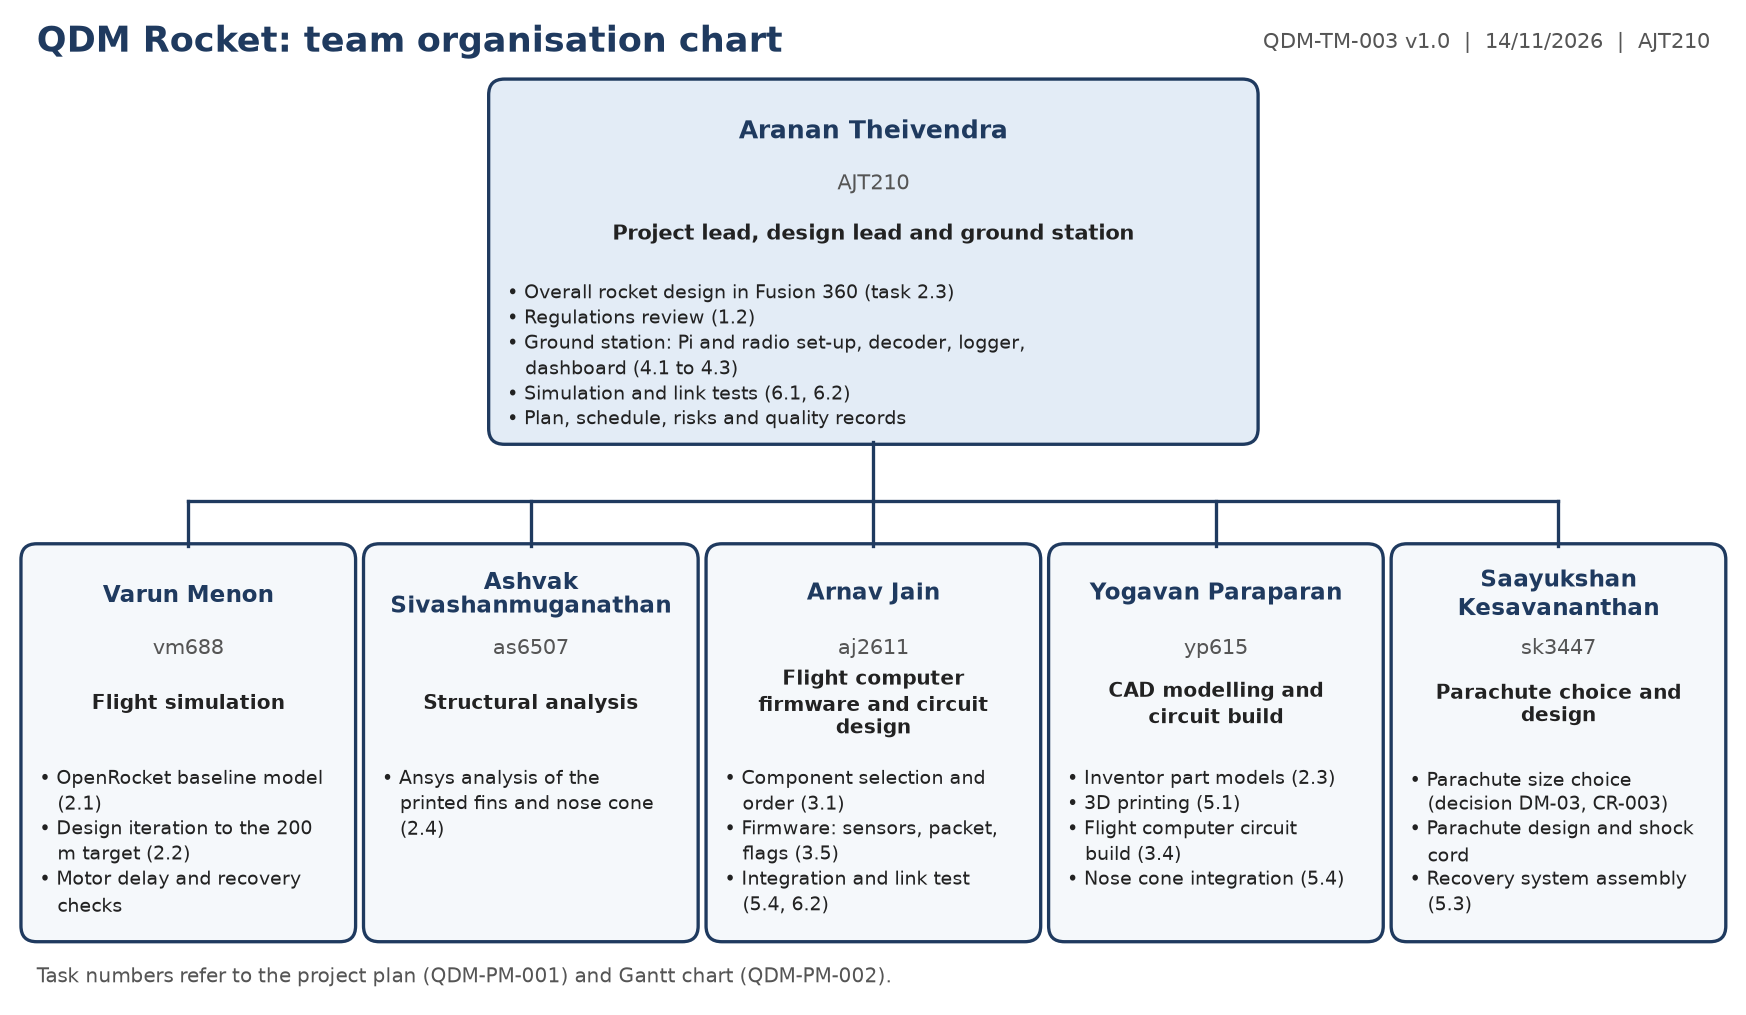 QDM Rocket: team organisation chart
QDM-TM-003 v1.0 | 14/11/2026 | AJT210
Aranan Theivendra
AJT210
Project lead, design lead and ground station
• Overall rocket design in Fusion 360 (task 2.3)
• Regulations review (1.2)
• Ground station: Pi and radio set-up, decoder, logger,
dashboard (4.1 to 4.3)
• Simulation and link tests (6.1, 6.2)
• Plan, schedule, risks and quality records
Varun Menon
vm688
Flight simulation
• OpenRocket baseline model
(2.1)
• Design iteration to the 200
m target (2.2)
• Motor delay and recovery
checks
Ashvak
Sivashanmuganathan
as6507
Structural analysis
• Ansys analysis of the
printed fins and nose cone
(2.4)
Arnav Jain
aj2611
Flight computer
firmware and circuit
design
• Component selection and
order (3.1)
• Firmware: sensors, packet,
flags (3.5)
• Integration and link test
(5.4, 6.2)
Yogavan Paraparan
yp615
CAD modelling and
circuit build
• Inventor part models (2.3)
• 3D printing (5.1)
• Flight computer circuit
build (3.4)
• Nose cone integration (5.4)
Saayukshan
Kesavananthan
sk3447
Parachute choice and
design
• Parachute size choice
(decision DM-03, CR-003)
• Parachute design and shock
cord
• Recovery system assembly
(5.3)
Task numbers refer to the project plan (QDM-PM-001) and Gantt chart (QDM-PM-002).